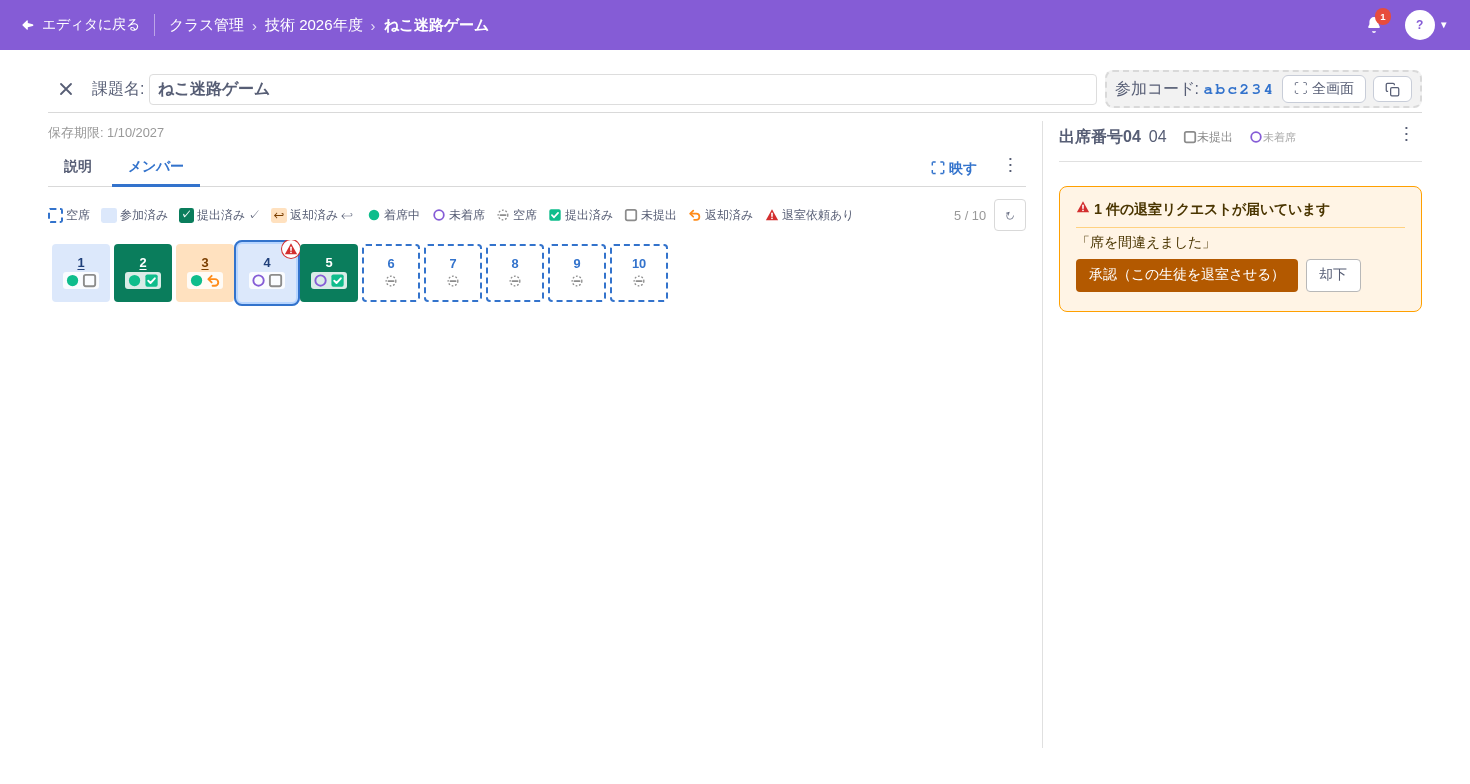 エディタに戻る クラス管理 › 技術 2026年度 › ねこ迷路ゲーム 1 ? ▼
課題名: ねこ迷路ゲーム 参加コード: abc234 全画面
保存期限: 1/10/2027
出席番号04 04 未提出 未着席
説明 メンバー 映す
空席 参加済み 提出済み ✓ 返却済み ↩ 着席中 未着席 空席 提出済み 未提出 返却済み 退室依頼あり 5 / 10
1 2 3 4 5 6 7 8 9 10
1 件の退室リクエストが届いています
「席を間違えました」
承認（この生徒を退室させる） 却下